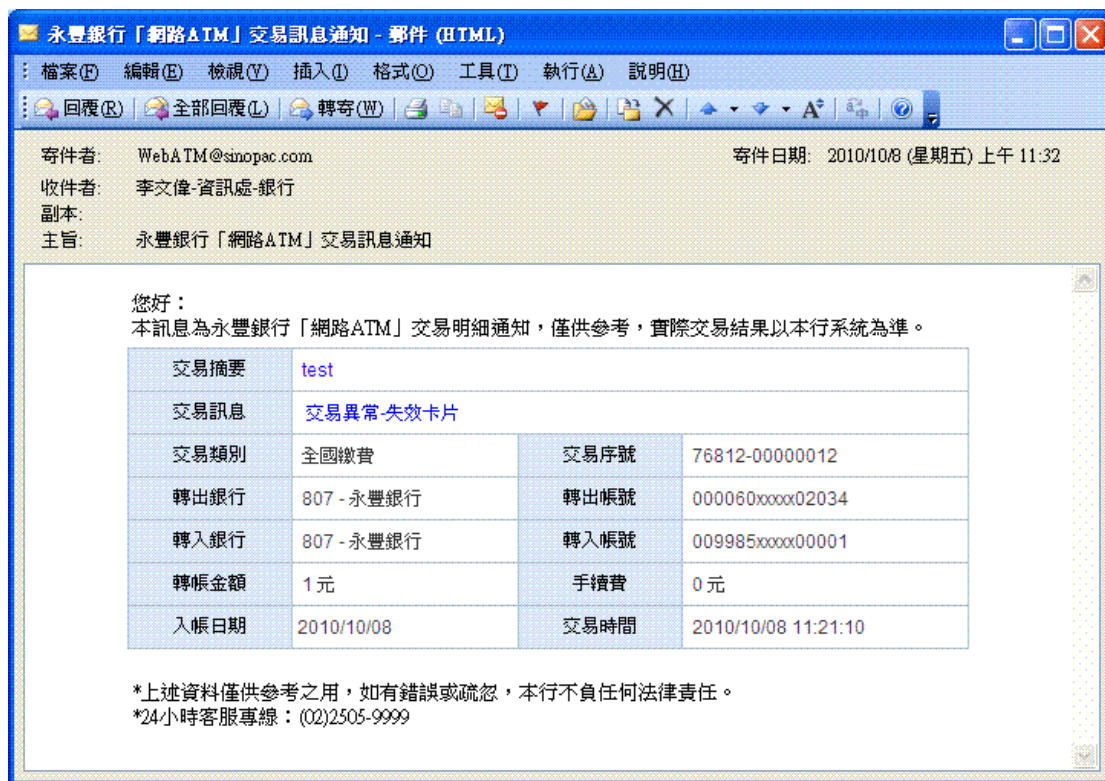 永豐銀行「網路ATM」交易訊息通知 - 郵件 (HTML)
檔案(F) 編輯(E) 檢視(V) 插入(I) 格式(O) 工具(T) 執行(A) 說明(H)
回覆(R) 全部回覆(L) 轉寄(W)
寄件者: WebATM@sinopac.com 寄件日期: 2010/10/8 (星期五) 上午 11:32
收件者: 李文偉-資訊處-銀行
副本:
主旨: 永豐銀行「網路ATM」交易訊息通知
您好：
本訊息為永豐銀行「網路ATM」交易明細通知，僅供參考，實際交易結果以本行系統為準。
交易摘要 test
交易訊息 交易異常-失效卡片
交易類別 全國繳費 交易序號 76812-00000012
轉出銀行 807 - 永豐銀行 轉出帳號 000060xxxxx02034
轉入銀行 807 - 永豐銀行 轉入帳號 009985xxxxx00001
轉帳金額 1 元 手續費 0 元
入帳日期 2010/10/08 交易時間 2010/10/08 11:21:10
*上述資料僅供參考之用，如有錯誤或疏忽，本行不負任何法律責任。
*24小時客服專線：(02)2505-9999